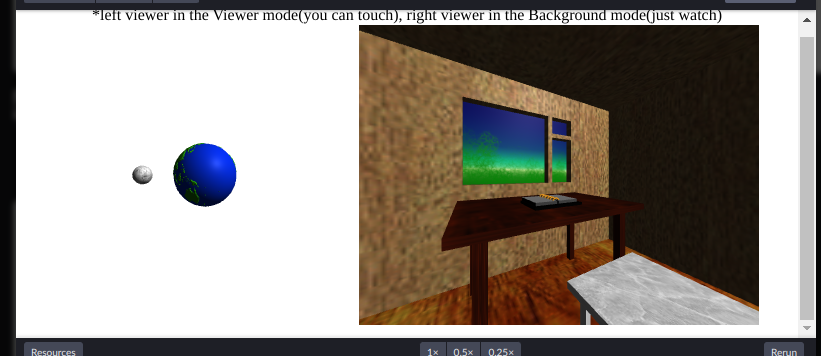 *left viewer in the Viewer mode(you can touch), right viewer in the Background mode(just watch)
Resources 1× 0.5× 0.25× Rerun